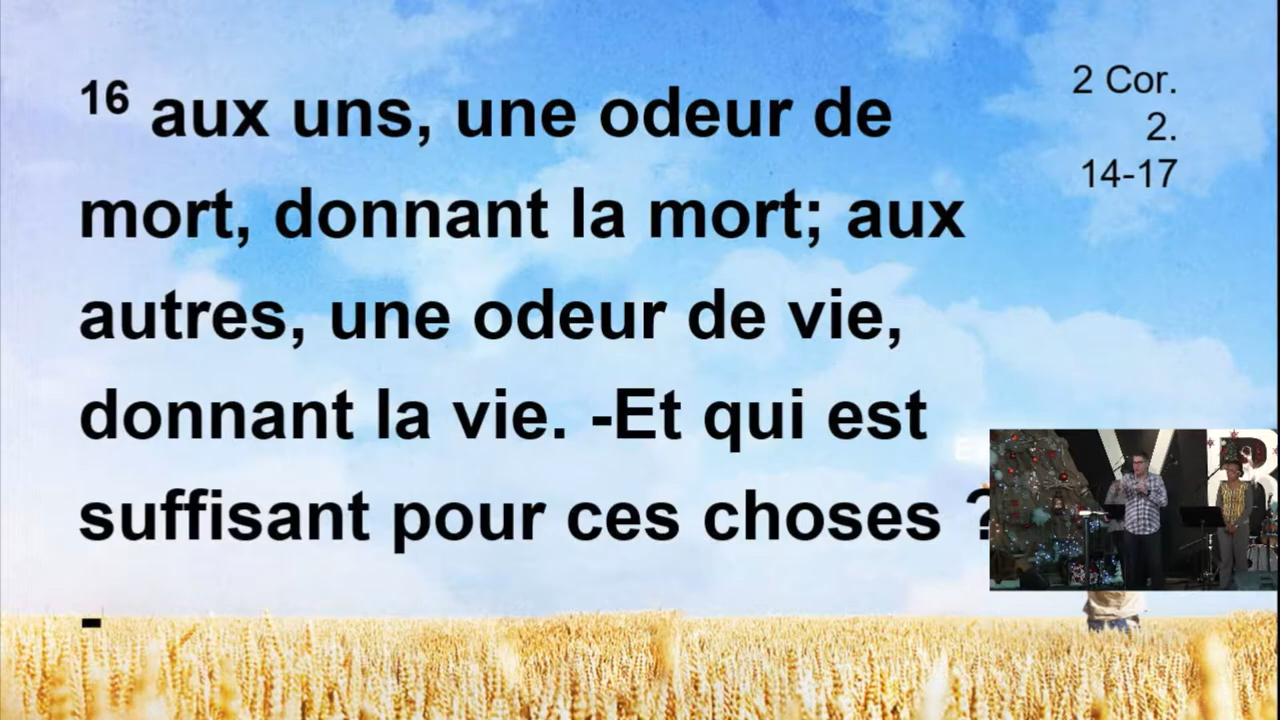 16 aux uns, une odeur de
mort, donnant la mort; aux
autres, une odeur de vie,
donnant la vie. -Et qui est
suffisant pour ces choses ?
-
2 Cor.
2.
14-17